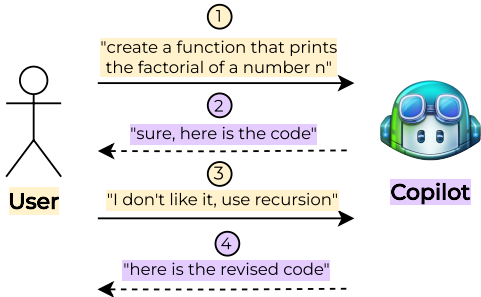 1
"create a function that prints
the factorial of a number n"
2
"sure, here is the code"
3
"I don't like it, use recursion"
4
"here is the revised code"
User
Copilot